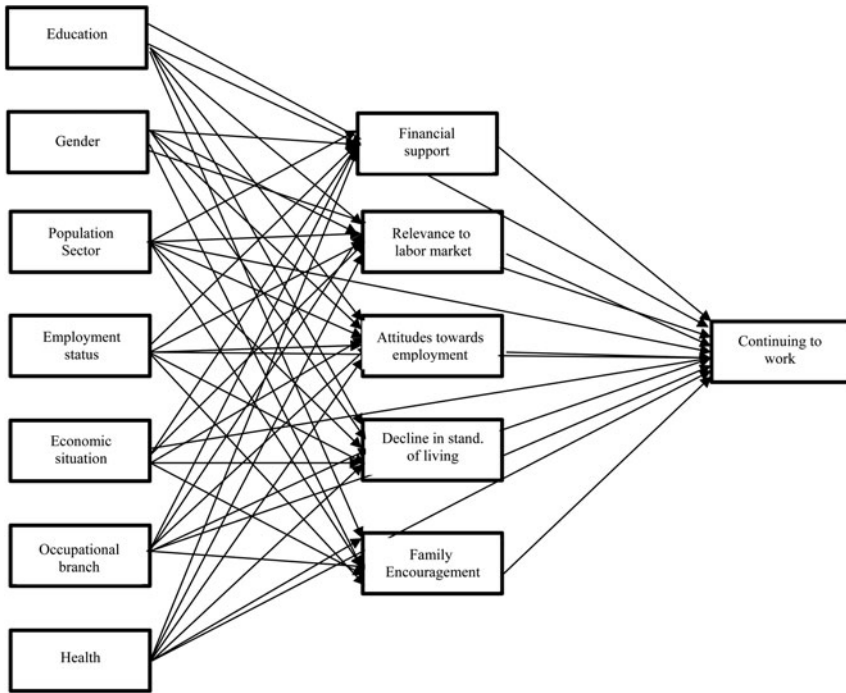 Education
Gender
Population
Sector
Employment
status
Economic
situation
Occupational
branch
Health
Financial
support
Relevance to
labor market
Attitudes towards
employment
Decline in stand.
of living
Family
Encouragement
Continuing to
work